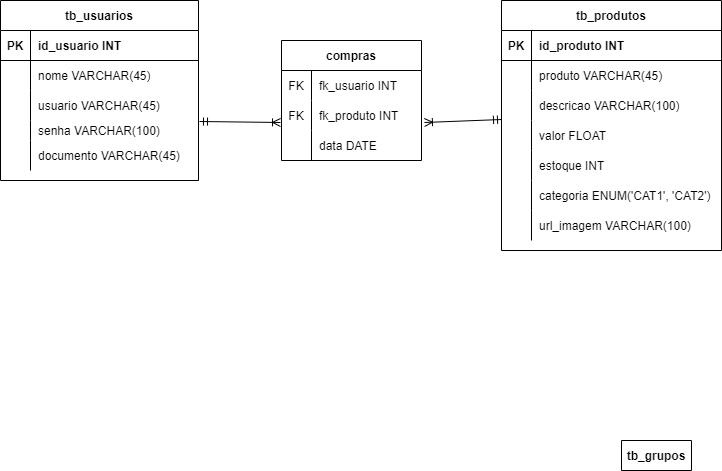 tb_usuarios
PK id_usuario INT
nome VARCHAR(45)
usuario VARCHAR(45)
senha VARCHAR(100)
documento VARCHAR(45)
compras
FK fk_usuario INT
FK fk_produto INT
data DATE
tb_produtos
PK id_produto INT
produto VARCHAR(45)
descricao VARCHAR(100)
valor FLOAT
estoque INT
categoria ENUM('CAT1', 'CAT2')
url_imagem VARCHAR(100)
tb_grupos